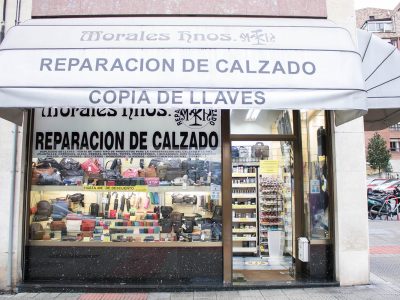 Morales Hnos.
REPARACION DE CALZADO
COPIA DE LLAVES
Morales Hnos.
REPARACION DE CALZADO